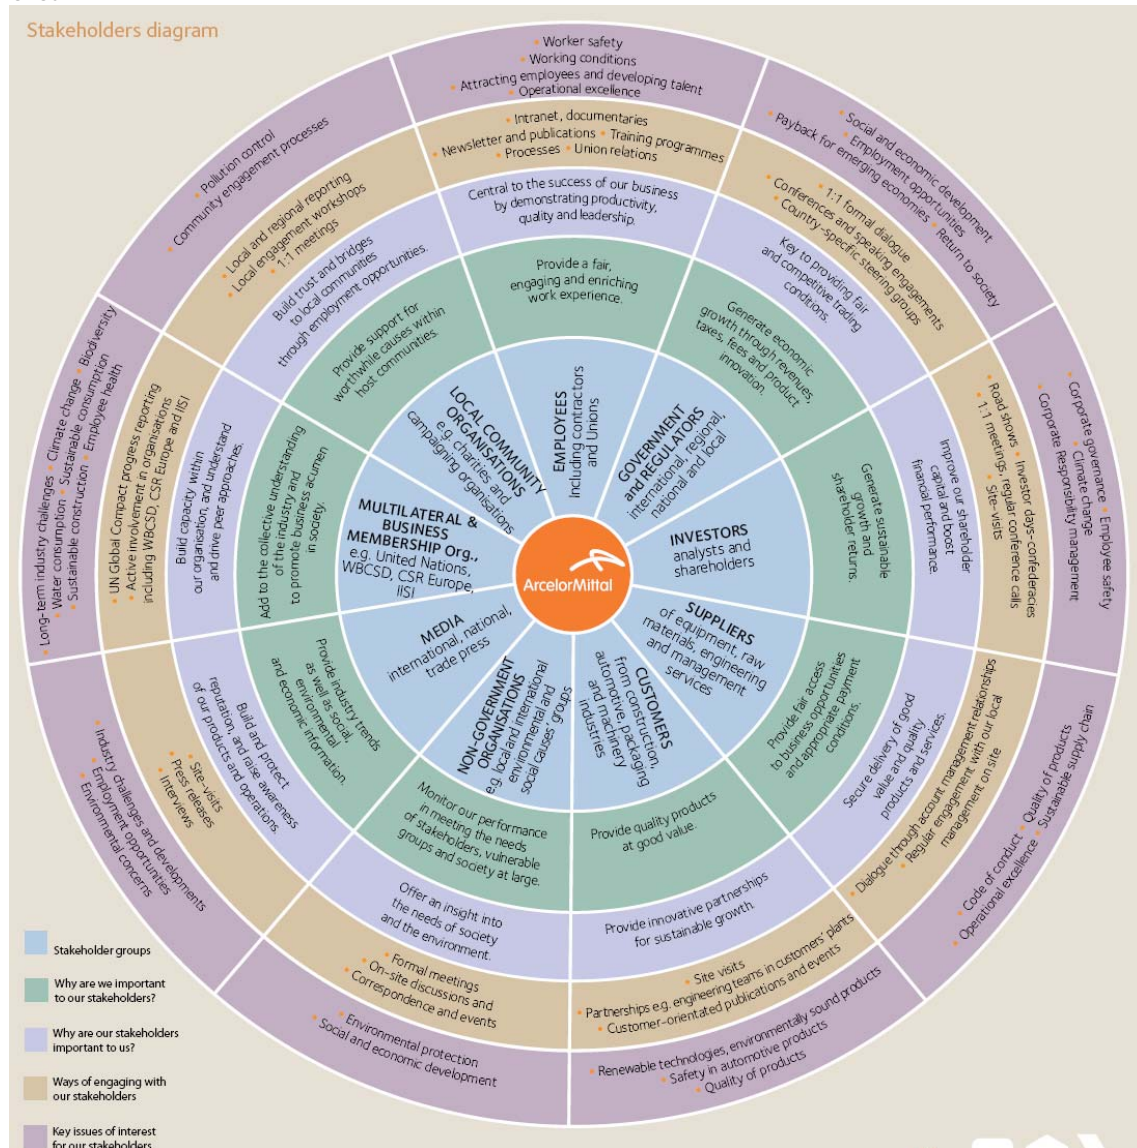 Stakeholders diagram
• Worker safety
• Working conditions
• Attracting employees and developing talent
• Operational excellence
• Intranet, documentaries
• Newsletter and publications • Training programmes
• Processes • Union relations
Central to the success of our business
by demonstrating productivity,
quality and leadership.
Provide a fair,
engaging and enriching
work experience.
EMPLOYEES
Including contractors
and Unions
• Social and economic development
• Employment opportunities
• Payback for emerging economies • Return to society
• 1:1 formal dialogue
• Conferences and speaking engagements
• Country-specific steering groups
Key to providing fair
and competitive trading
conditions.
Generate economic
growth through revenues,
taxes, fees and product
innovation.
GOVERNMENT
and REGULATORS
international, regional,
national and local
• Corporate governance • Employee safety
• Climate change
• Corporate Responsibility management
• Road shows • Investor days-confederacies
• 1:1 meetings, regular conference calls
• Site-visits
Improve our shareholder
capital and boost
financial performance.
Generate sustainable
growth and
shareholder returns.
INVESTORS
analysts and
shareholders
• Code of conduct • Quality of products
• Operational excellence • Sustainable supply chain
• Dialogue through account management relationships
• Regular engagement with our local
management on site
Secure delivery of good
value and quality
products and services.
Provide fair access
to business opportunities
and appropriate payment
conditions.
SUPPLIERS
of equipment, raw
materials, engineering
and management
services
• Renewable technologies, environmentally sound products
• Safety in automotive products
• Quality of products
• Site visits
• Partnerships e.g. engineering teams in customers' plants
• Customer-orientated publications and events
Provide innovative partnerships
for sustainable growth.
Provide quality products
at good value.
CUSTOMERS
from construction,
automotive, packaging
and machinery
industries
• Environmental protection
• Social and economic development
• Formal meetings
• On-site discussions and
• Correspondence and events
Offer an insight into
the needs of society
and the environment.
Monitor our performance
in meeting the needs
of stakeholders, vulnerable
groups and society at large.
NON-GOVERNMENT
ORGANISATIONS
e.g. local and international
environmental and
social causes groups
• Industry challenges and developments
• Employment opportunities
• Environmental concerns
• Site-visits
• Press releases
• Interviews
Build and protect
reputation, and raise awareness
of our products and operations.
Provide industry trends
as well as social,
environmental
and economic information.
MEDIA
international, national,
trade press
• Long-term industry challenges • Climate change • Biodiversity
• Water consumption • Sustainable consumption
• Sustainable construction • Employee health
• UN Global Compact progress reporting
• Active involvement in organisations
including WBCSD, CSR Europe and IISI
Build capacity within
our organisation, and understand
and drive peer approaches.
Add to the collective understanding
of the industry and
to promote business acumen
in society.
MULTILATERAL &
BUSINESS
MEMBERSHIP Org.,
e.g. United Nations,
WBCSD, CSR Europe,
IISI
• Pollution control
• Community engagement processes
• Local and regional reporting
• Local engagement workshops
• 1:1 meetings
Build trust and bridges
to local communities
through employment opportunities.
Provide support for
worthwhile causes within
host communities.
LOCAL COMMUNITY
ORGANISATIONS
e.g. charities and
campaigning organisations
ArcelorMittal
Stakeholder groups
Why are we important
to our stakeholders?
Why are our stakeholders
important to us?
Ways of engaging with
our stakeholders
Key issues of interest
for our stakeholders